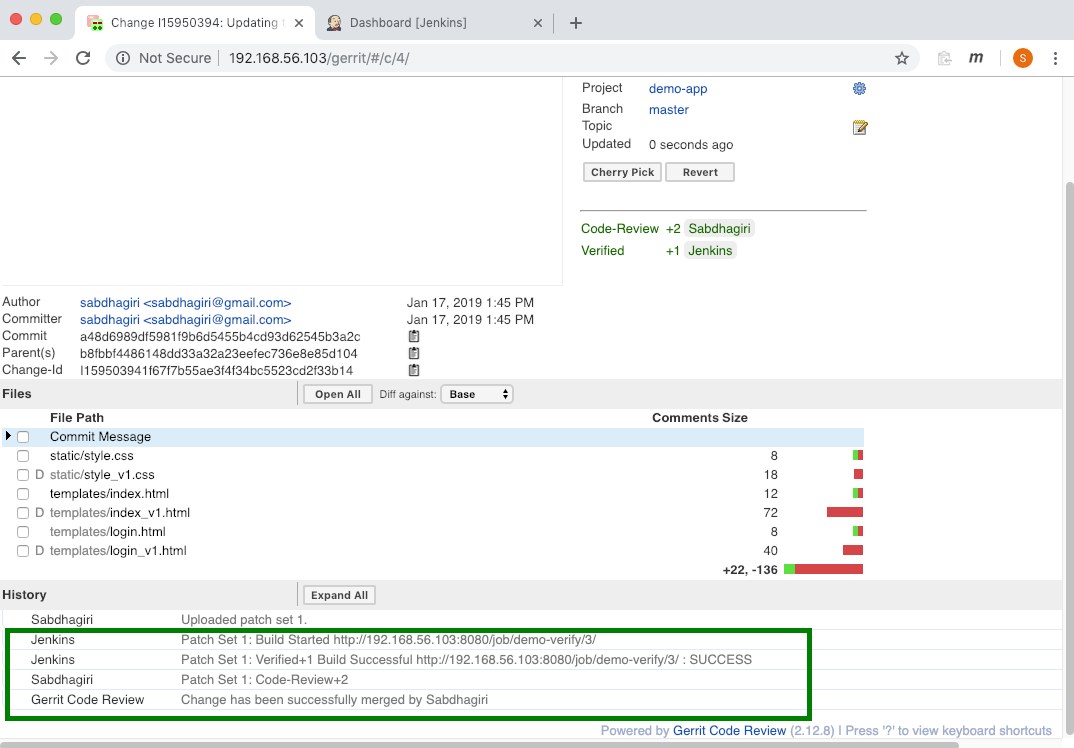 Change I15950394: Updating t
Dashboard [Jenkins]
Not Secure 192.168.56.103/gerrit/#/c/4/
m
S
Project demo-app
Branch master
Topic
Updated 0 seconds ago
Cherry Pick Revert
Code-Review +2 Sabdhagiri
Verified +1 Jenkins
Author sabdhagiri <sabdhagiri@gmail.com> Jan 17, 2019 1:45 PM
Committer sabdhagiri <sabdhagiri@gmail.com> Jan 17, 2019 1:45 PM
Commit a48d6989df5981f9b6d5455b4cd93d62545b3a2c
Parent(s) b8fbbf4486148dd33a32a23eefec736e8e85d104
Change-Id I159503941f67f7b55ae3f4f34bc5523cd2f33b14
Files Open All Diff against: Base
File Path Comments Size
Commit Message
static/style.css 8
D static/style_v1.css 18
templates/index.html 12
D templates/index_v1.html 72
templates/login.html 8
D templates/login_v1.html 40
+22, -136
History Expand All
Sabdhagiri Uploaded patch set 1.
Jenkins Patch Set 1: Build Started http://192.168.56.103:8080/job/demo-verify/3/
Jenkins Patch Set 1: Verified+1 Build Successful http://192.168.56.103:8080/job/demo-verify/3/ : SUCCESS
Sabdhagiri Patch Set 1: Code-Review+2
Gerrit Code Review Change has been successfully merged by Sabdhagiri
Powered by Gerrit Code Review (2.12.8) | Press '?' to view keyboard shortcuts